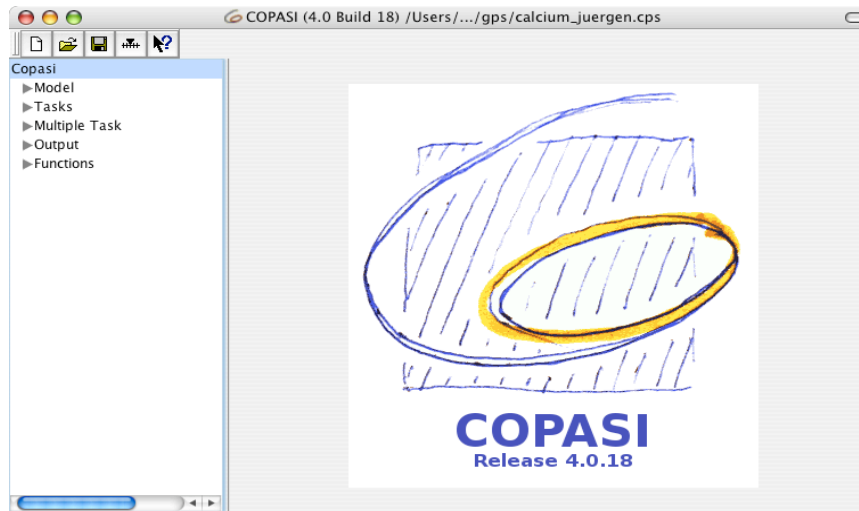 COPASI (4.0 Build 18) /Users/.../gps/calcium_juergen.cps
Copasi
Model
Tasks
Multiple Task
Output
Functions
COPASI
Release 4.0.18